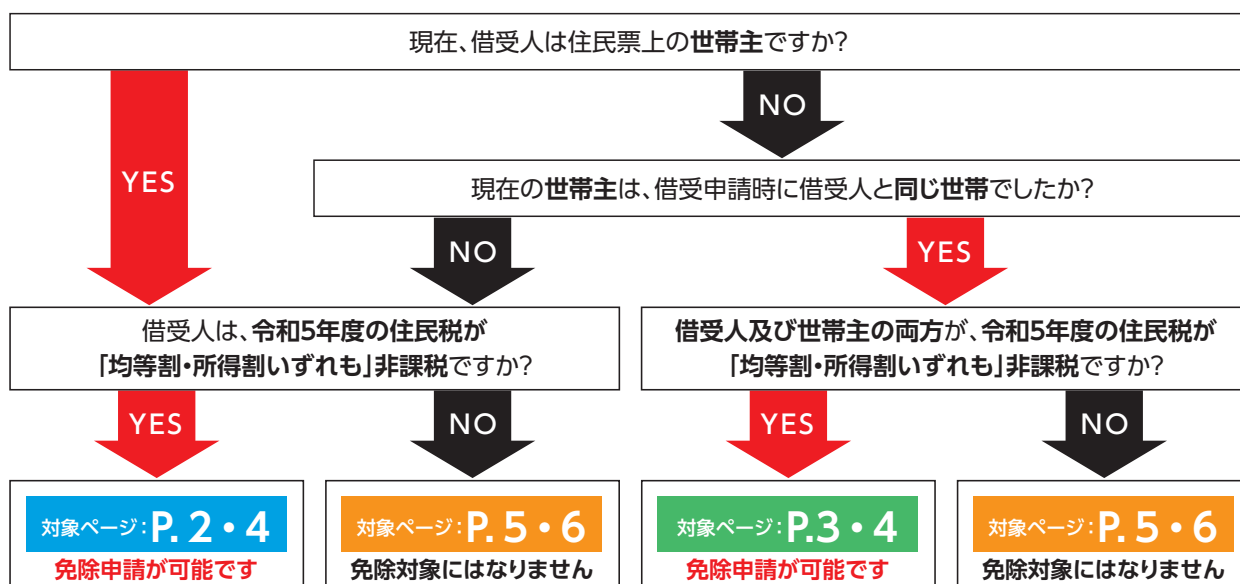 現在、借受人は住民票上の世帯主ですか?
NO
YES
現在の世帯主は、借受申請時に借受人と同じ世帯でしたか?
NO
YES
借受人は、令和5年度の住民税が
「均等割・所得割いずれも」非課税ですか?
借受人及び世帯主の両方が、令和5年度の住民税が
「均等割・所得割いずれも」非課税ですか?
YES
NO
YES
NO
対象ページ:P.2・4
免除申請が可能です
対象ページ:P.5・6
免除対象にはなりません
対象ページ:P.3・4
免除申請が可能です
対象ページ:P.5・6
免除対象にはなりません